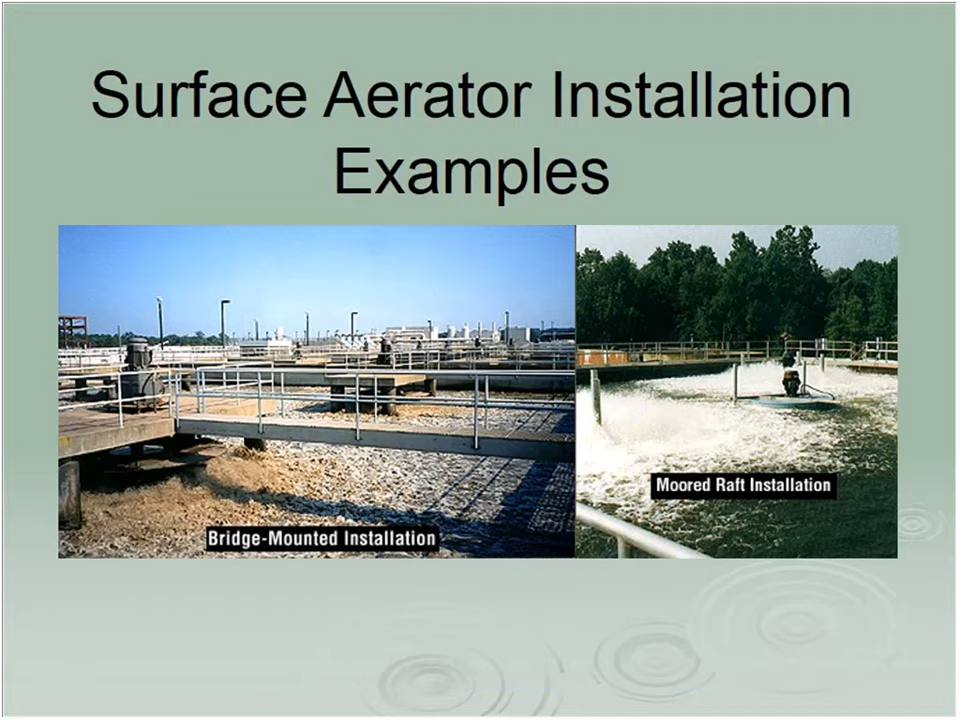 Surface Aerator Installation
Examples
Bridge-Mounted Installation
Moored Raft Installation